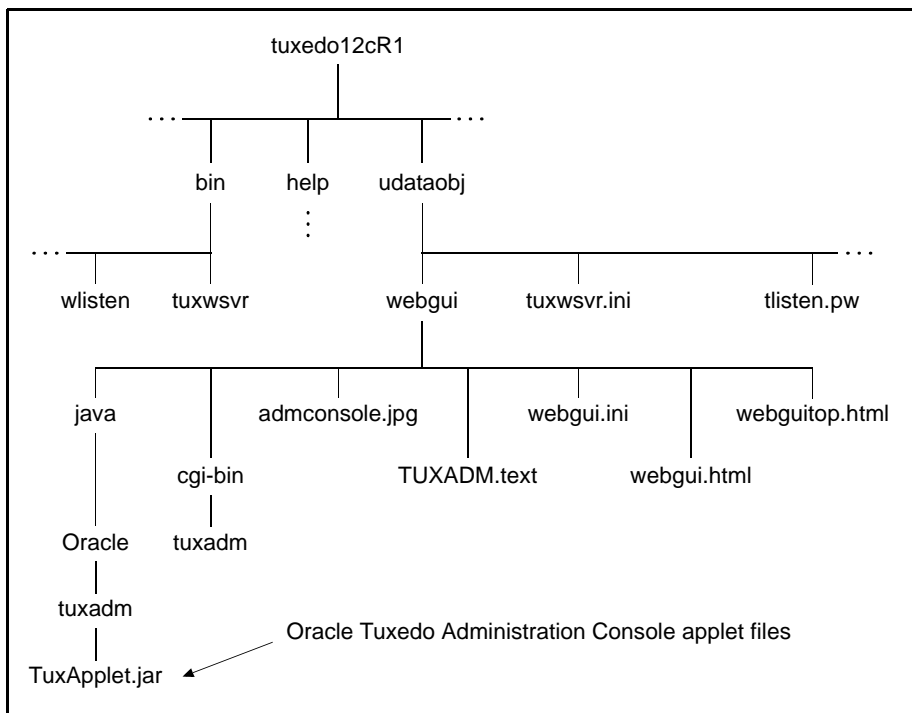 tuxedo12cR1
bin help udataobj
wlisten tuxwsvr webgui tuxwsvr.ini tlisten.pw
java admconsole.jpg webgui.ini webguitop.html
cgi-bin TUXADM.text webgui.html
Oracle tuxadm
tuxadm
Oracle Tuxedo Administration Console applet files
TuxApplet.jar